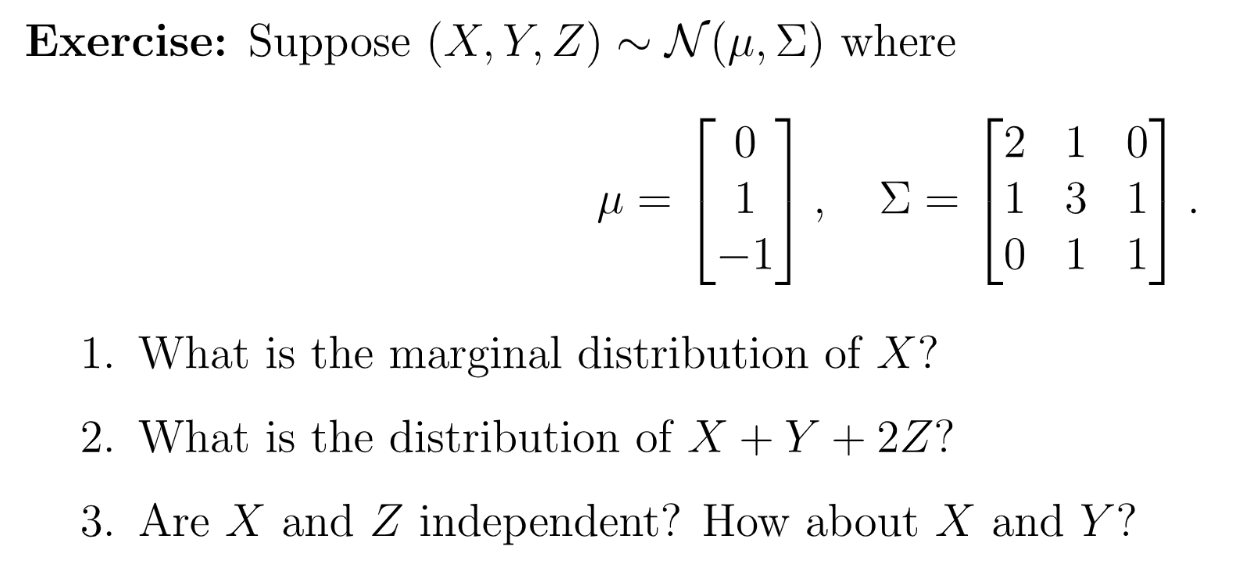 Exercise: Suppose (X, Y, Z) ∼ 𝒩(μ, Σ) where
μ = [0; 1; −1], Σ = [2 1 0; 1 3 1; 0 1 1].
1. What is the marginal distribution of X?
2. What is the distribution of X + Y + 2Z?
3. Are X and Z independent? How about X and Y?